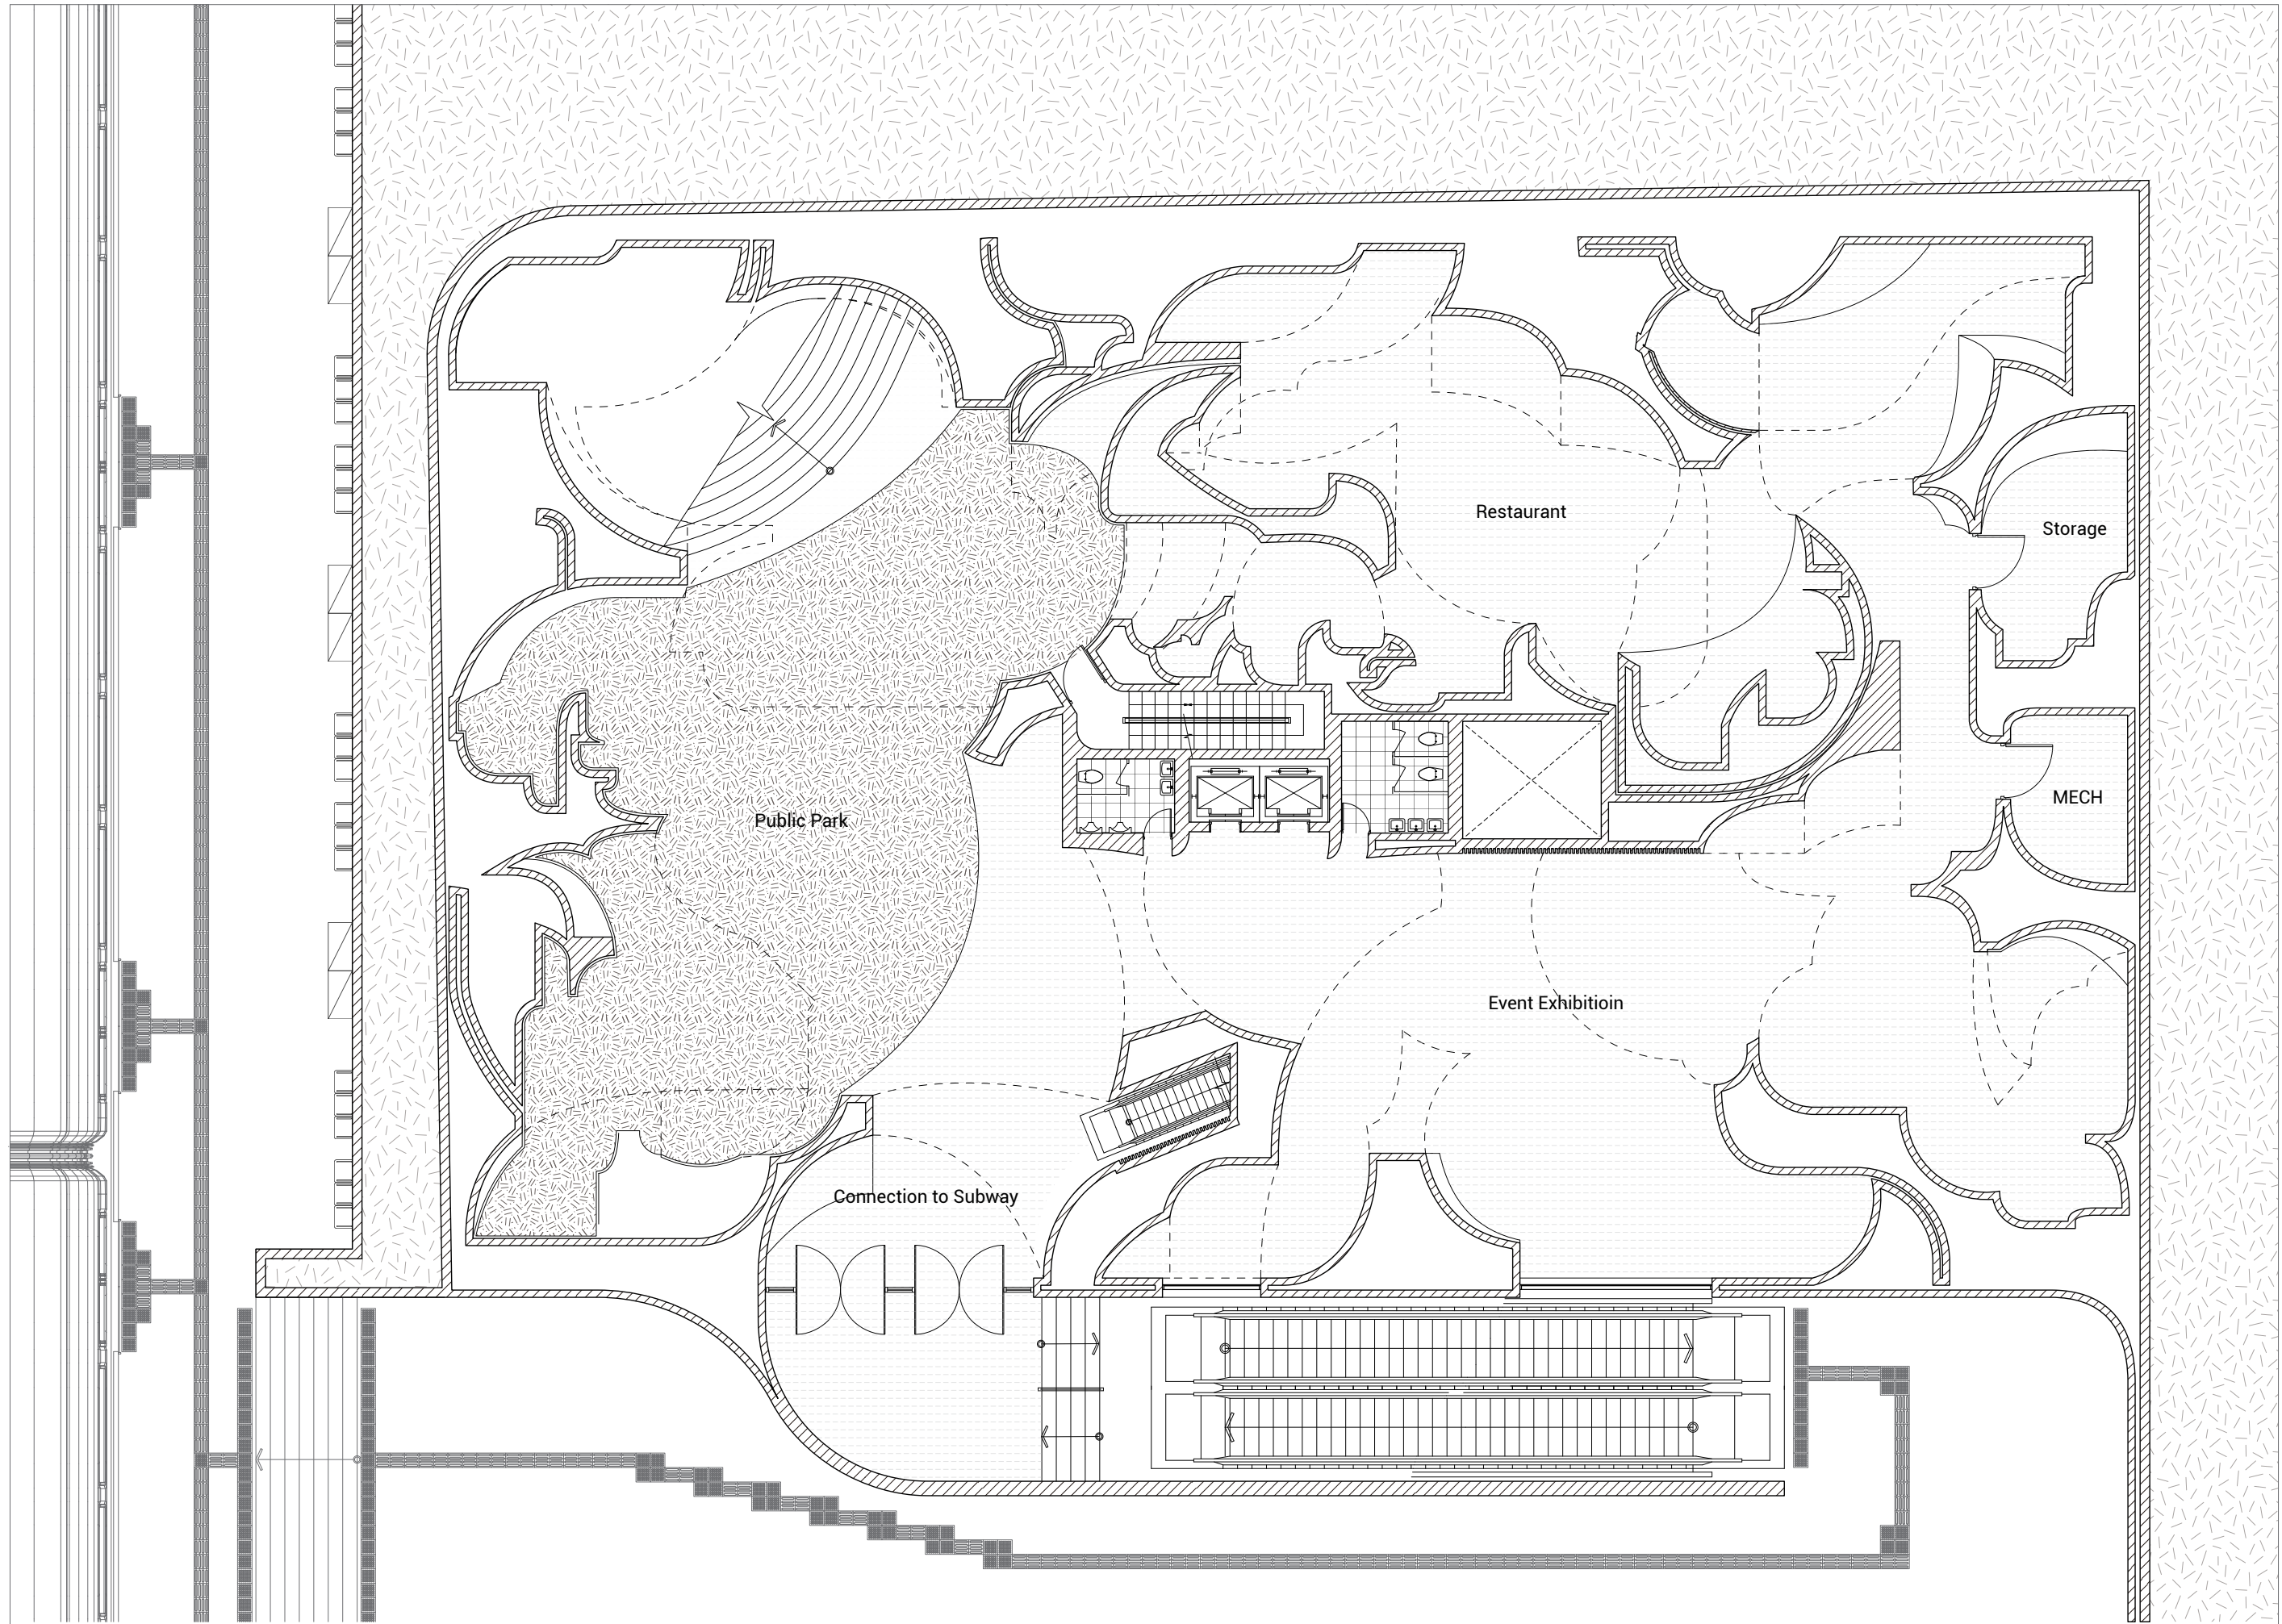 Restaurant
Storage
MECH
Public Park
Event Exhibitioin
Connection to Subway